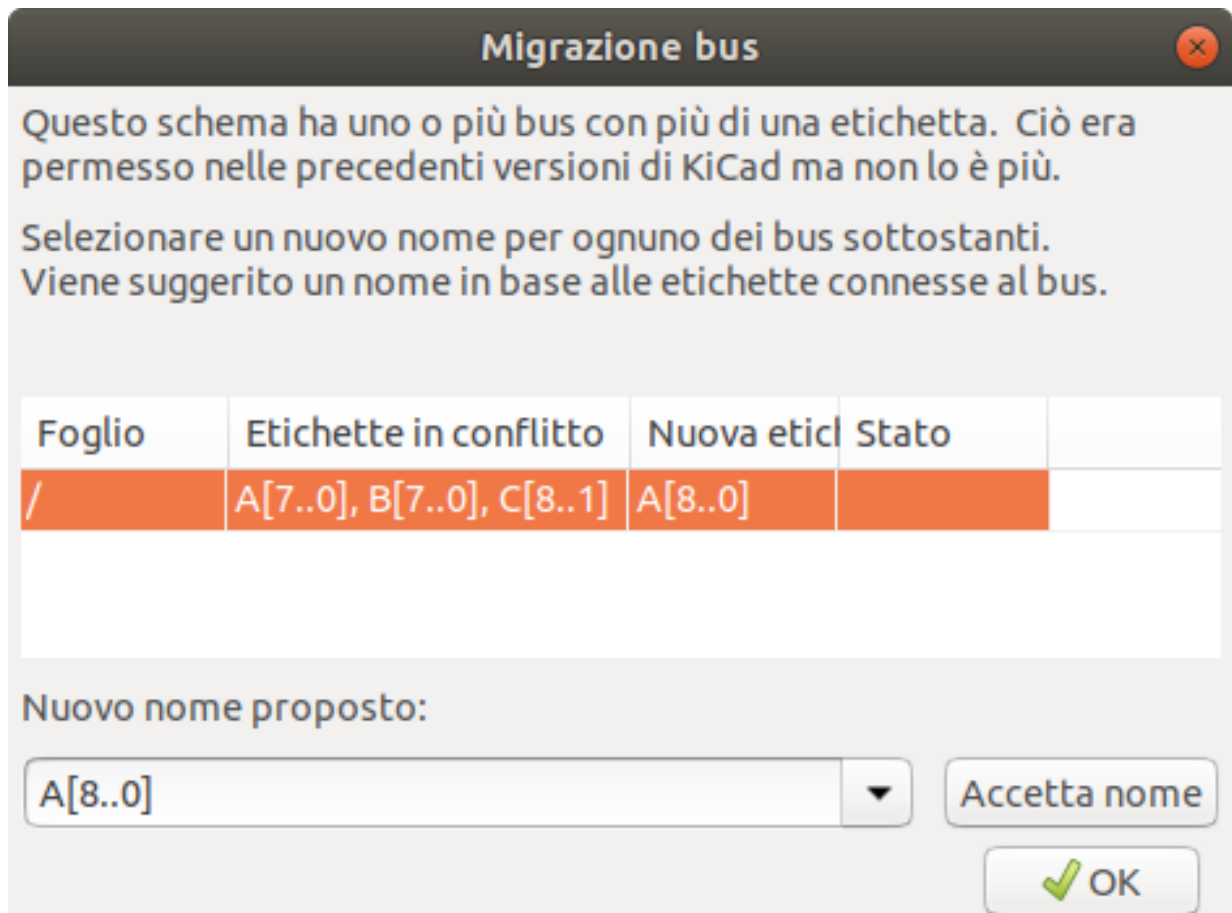 Migrazione bus
Questo schema ha uno o più bus con più di una etichetta.  Ciò era
permesso nelle precedenti versioni di KiCad ma non lo è più.
Selezionare un nuovo nome per ognuno dei bus sottostanti.
Viene suggerito un nome in base alle etichette connesse al bus.
Foglio Etichette in conflitto Nuova etich Stato
/ A[7..0], B[7..0], C[8..1] A[8..0]
Nuovo nome proposto:
A[8..0] Accetta nome
OK